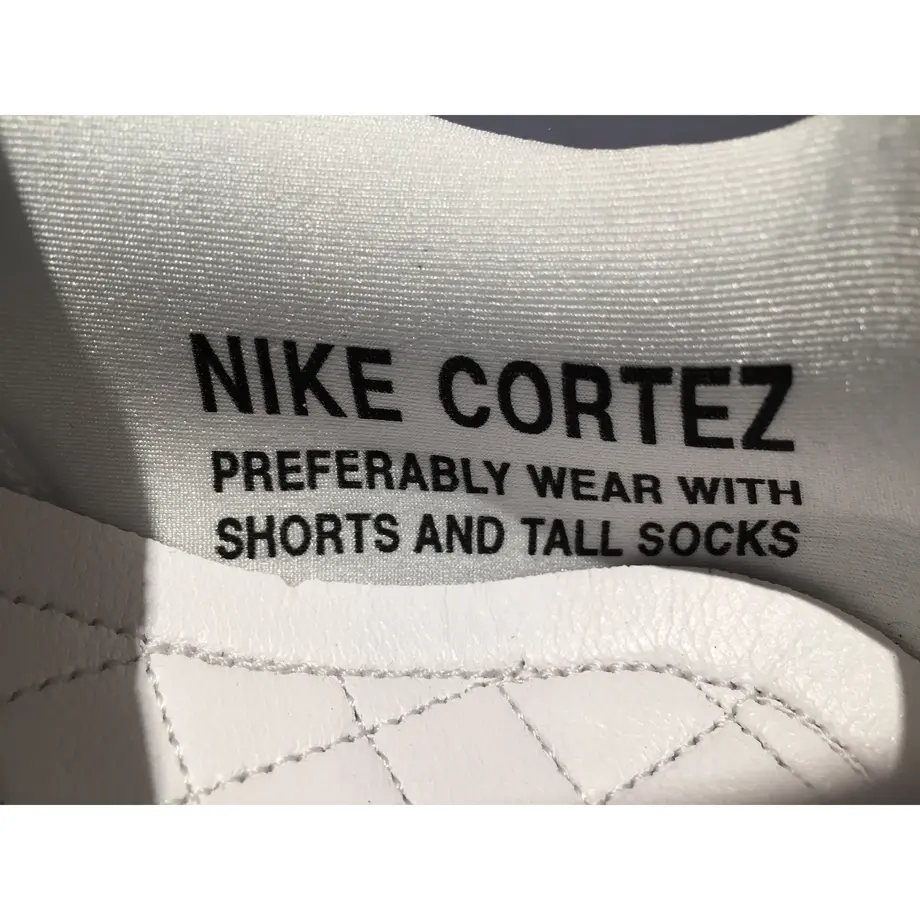 NIKE CORTEZ
PREFERABLY WEAR WITH
SHORTS AND TALL SOCKS